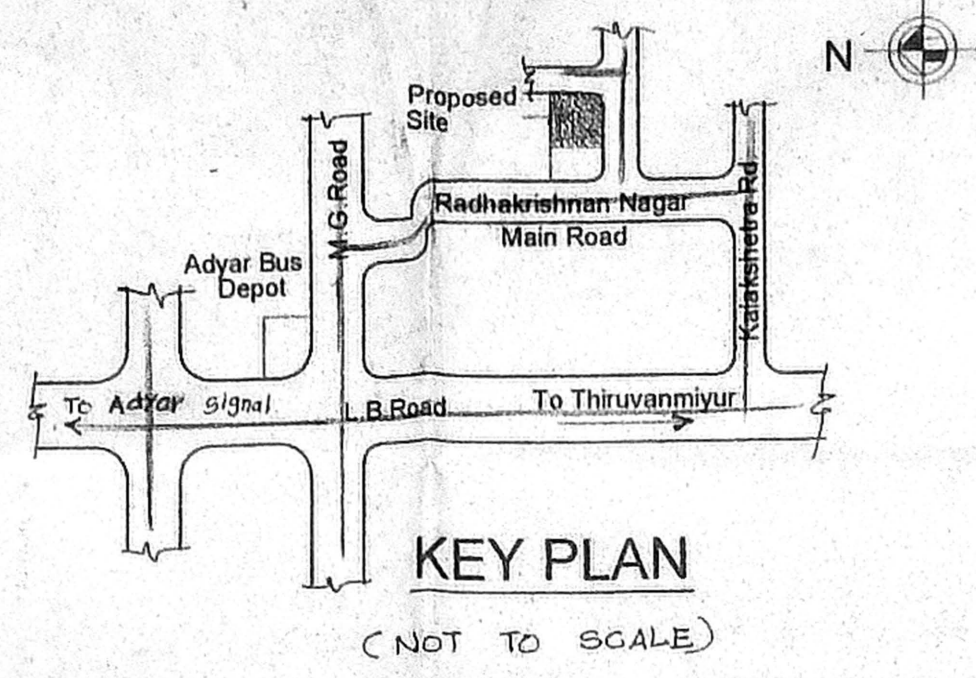 N
Proposed
Site
M.G.Road
Radhakrishnan Nagar
Main Road
Kalakshetra Rd.
Adyar Bus
Depot
To Adyar Signal
L.B.Road
To Thiruvanmiyur
KEY PLAN
(NOT TO SCALE)